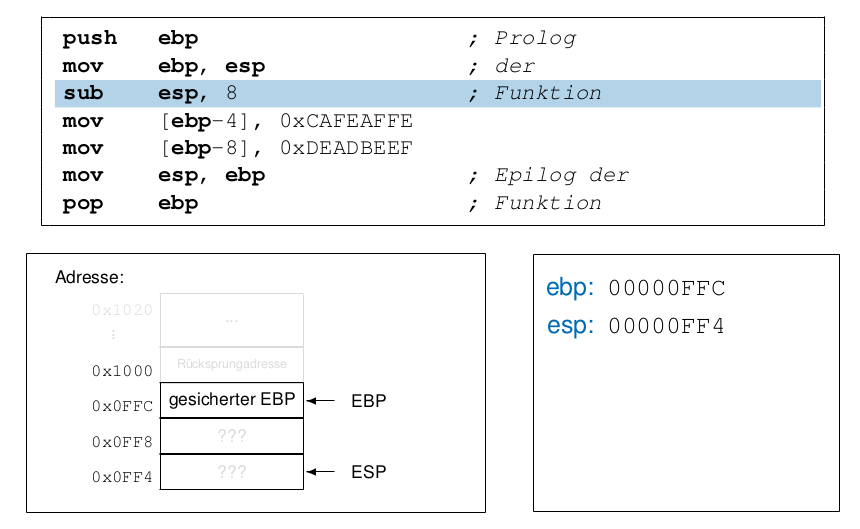 push ebp ; Prolog
mov ebp, esp ; der
sub esp, 8 ; Funktion
mov [ebp-4], 0xCAFEAFFE
mov [ebp-8], 0xDEADBEEF
mov esp, ebp ; Epilog der
pop ebp ; Funktion
Adresse:
0x1020 ...
⋮
0x1000 Rücksprungadresse
0x0FFC gesicherter EBP EBP
0x0FF8 ???
0x0FF4 ??? ESP
ebp: 00000FFC
esp: 00000FF4